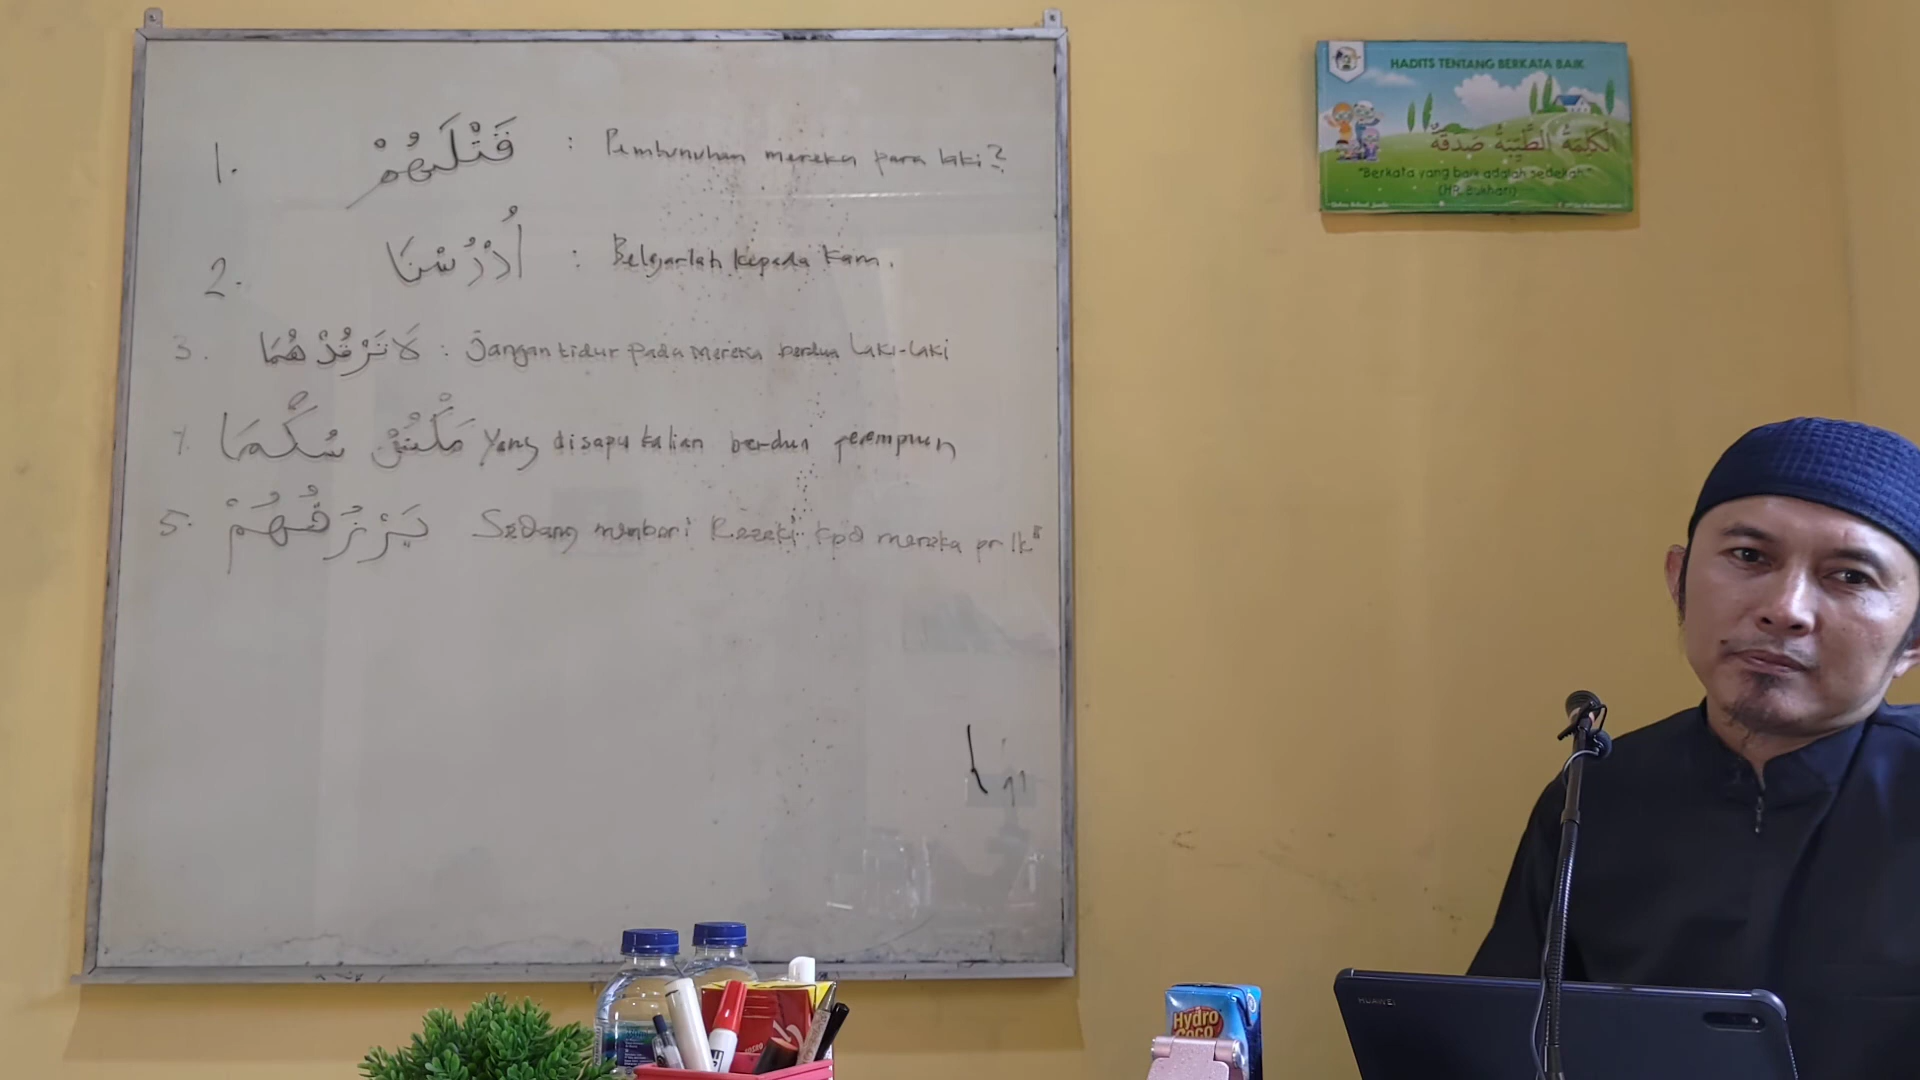 1. قَتْلَهُمْ : Pembunuhan mereka para laki2
2. اُدْرُسْنَا : Belajarlah kepada kam.
3. لَا تَرْقُدْهُمَا : Jangan tidur pada mereka berdua laki-laki
4. yang disapu kalian berdua perempuan
5. يَرْزُقُهُمْ Sedang memberi Rezeki kpd mereka pr lk"
HADITS TENTANG BERKATA BAIK
الْكَلِمَةُ الطَّيِّبَةُ صَدَقَةٌ
"Berkata yang baik adalah sedekah"
(HR. Bukhari)
HUAWEI
Hydro
Coco